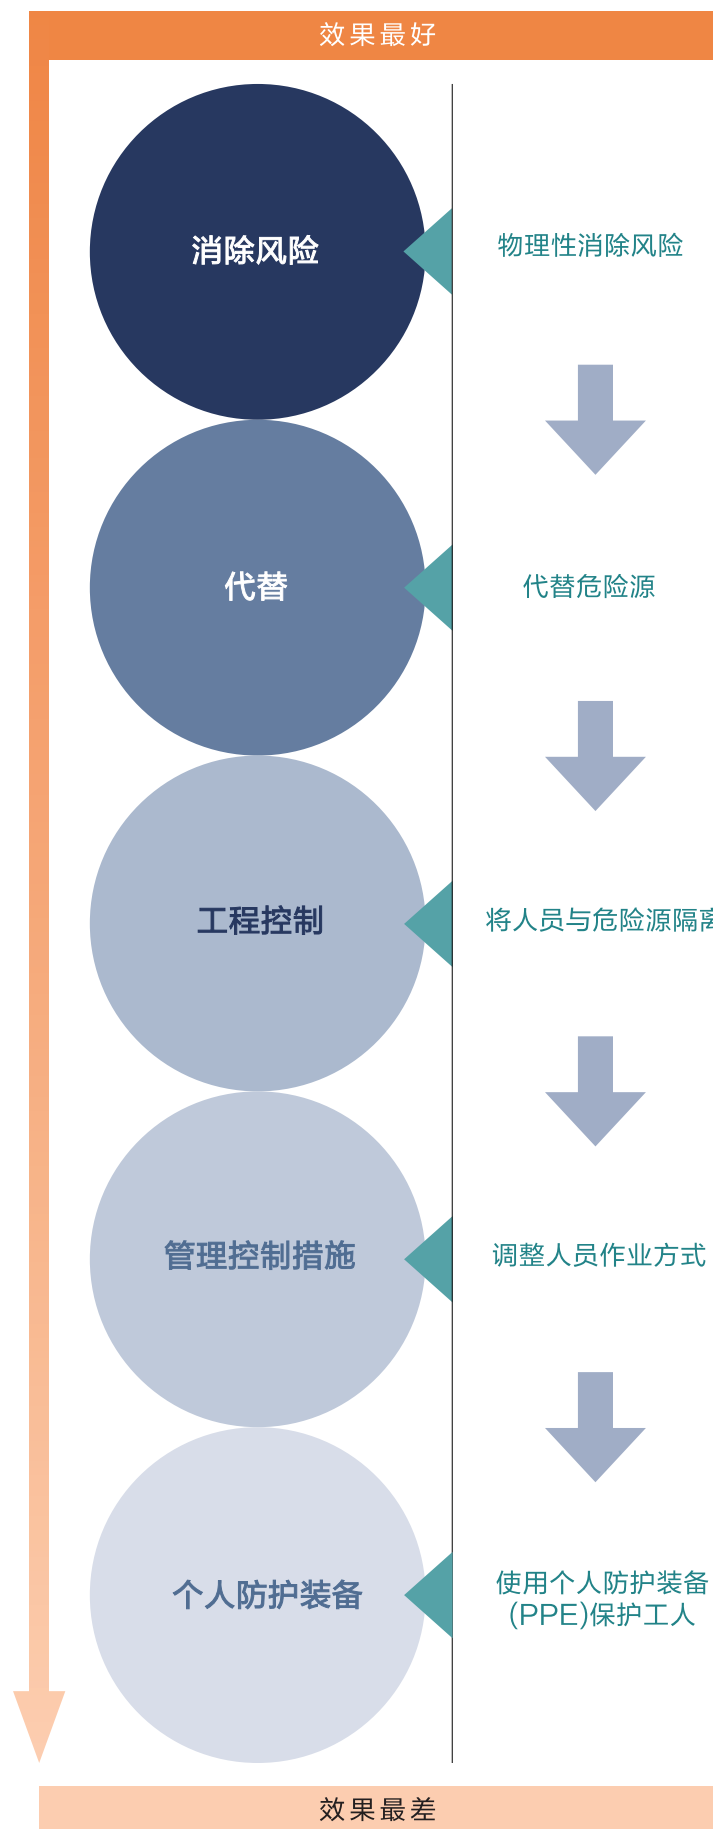 效果最好
消除风险
物理性消除风险
代替
代替危险源
工程控制
将人员与危险源隔离
管理控制措施
调整人员作业方式
个人防护装备
使用个人防护装备
(PPE)保护工人
效果最差